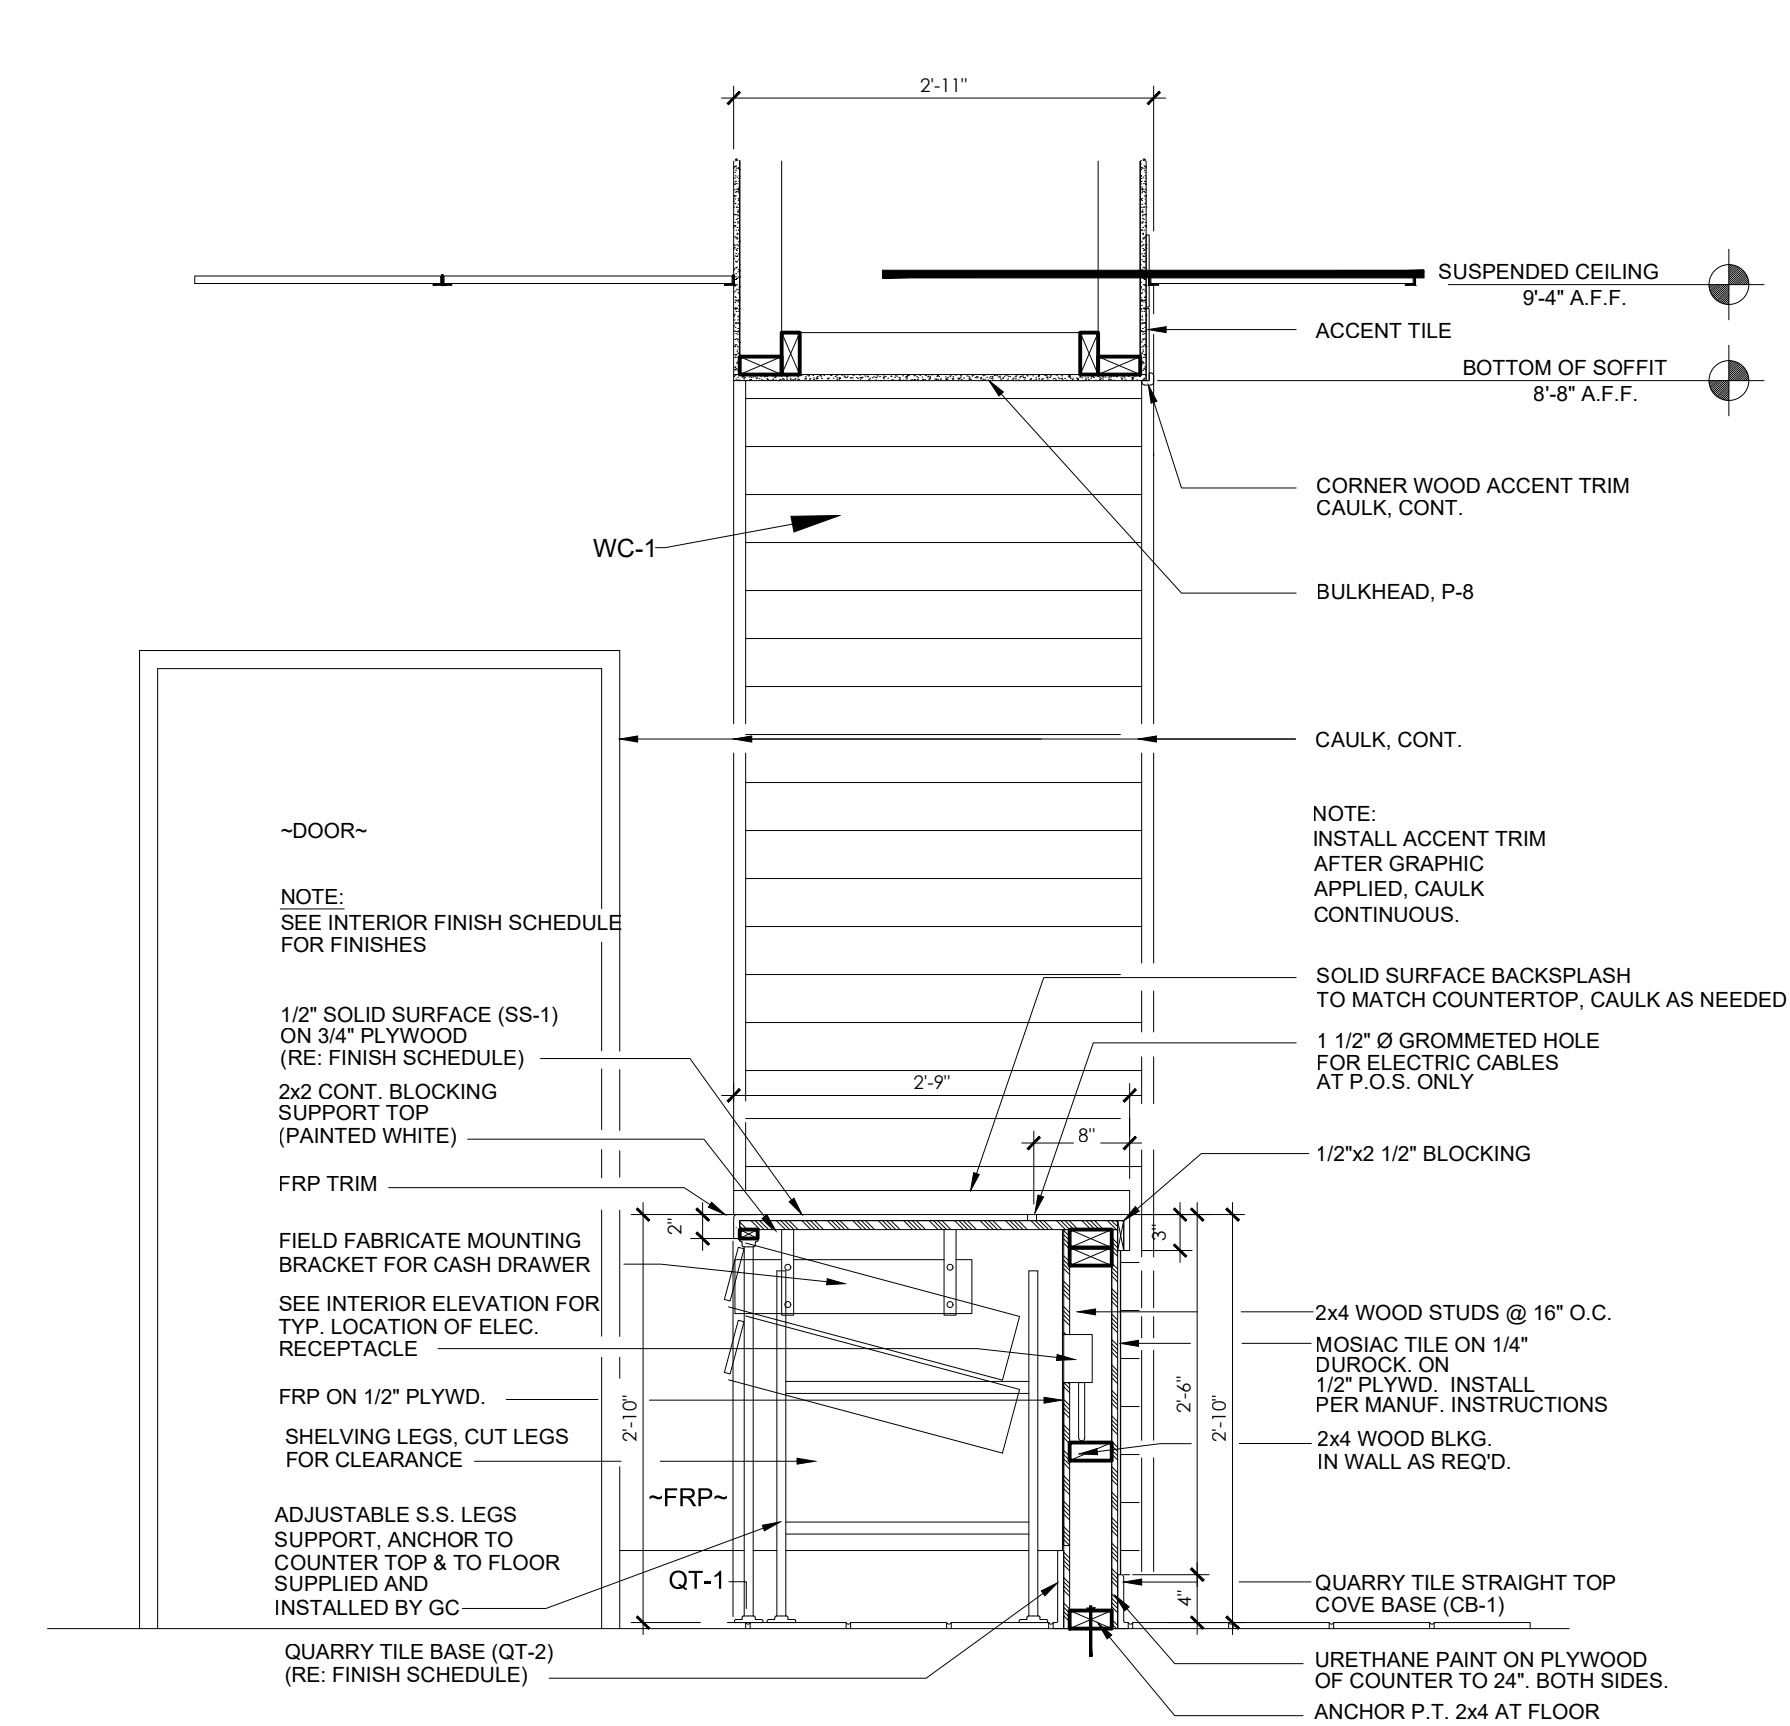 2'-11"
SUSPENDED CEILING
9'-4" A.F.F.
ACCENT TILE
BOTTOM OF SOFFIT
8'-8" A.F.F.
CORNER WOOD ACCENT TRIM
CAULK, CONT.
WC-1
BULKHEAD, P-8
CAULK, CONT.
NOTE:
INSTALL ACCENT TRIM
AFTER GRAPHIC
APPLIED, CAULK
CONTINUOUS.
~DOOR~
NOTE:
SEE INTERIOR FINISH SCHEDULE
FOR FINISHES
SOLID SURFACE BACKSPLASH
TO MATCH COUNTERTOP, CAULK AS NEEDED
1/2" SOLID SURFACE (SS-1)
ON 3/4" PLYWOOD
(RE: FINISH SCHEDULE)
1 1/2" Ø GROMMETED HOLE
FOR ELECTRIC CABLES
AT P.O.S. ONLY
2'-9"
2x2 CONT. BLOCKING
SUPPORT TOP
(PAINTED WHITE)
8"
1/2"x2 1/2" BLOCKING
FRP TRIM
2"
3"
FIELD FABRICATE MOUNTING
BRACKET FOR CASH DRAWER
SEE INTERIOR ELEVATION FOR
TYP. LOCATION OF ELEC.
RECEPTACLE
2x4 WOOD STUDS @ 16" O.C.
MOSIAC TILE ON 1/4"
DUROCK. ON
1/2" PLYWD. INSTALL
PER MANUF. INSTRUCTIONS
FRP ON 1/2" PLYWD.
2'-10"
2'-6"
2'-10"
SHELVING LEGS, CUT LEGS
FOR CLEARANCE
2x4 WOOD BLKG.
IN WALL AS REQ'D.
~FRP~
ADJUSTABLE S.S. LEGS
SUPPORT, ANCHOR TO
COUNTER TOP & TO FLOOR
SUPPLIED AND
INSTALLED BY GC
QT-1
4"
QUARRY TILE STRAIGHT TOP
COVE BASE (CB-1)
QUARRY TILE BASE (QT-2)
(RE: FINISH SCHEDULE)
URETHANE PAINT ON PLYWOOD
OF COUNTER TO 24". BOTH SIDES.
ANCHOR P.T. 2x4 AT FLOOR